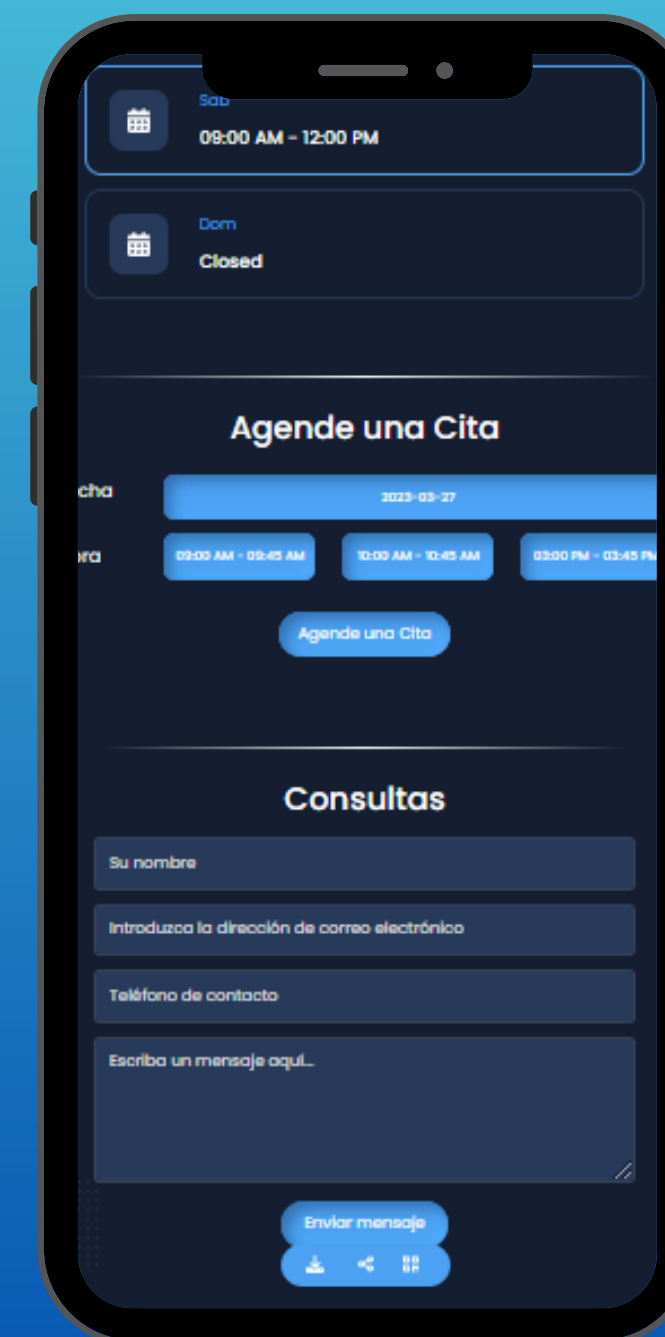 Sab
09:00 AM - 12:00 PM
Dom
Closed
Agende una Cita
cha
2023-03-27
ora
09:00 AM - 09:45 AM
10:00 AM - 10:45 AM
03:00 PM - 03:45 PM
Agende una Cita
Consultas
Su nombre
Introduzca la dirección de correo electrónico
Teléfono de contacto
Escriba un mensaje aquí...
Enviar mensaje